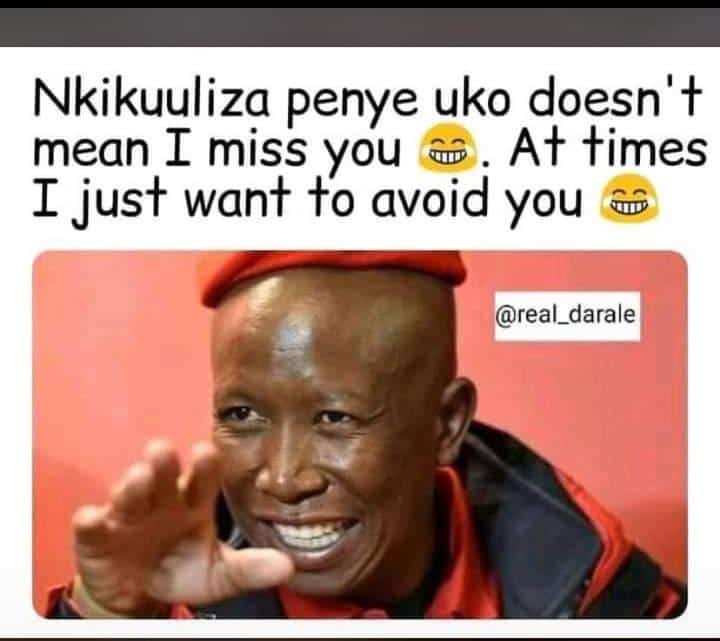 Nkikuuliza penye uko doesn't
mean I miss you 😂. At times
I just want to avoid you 😂
@real_darale